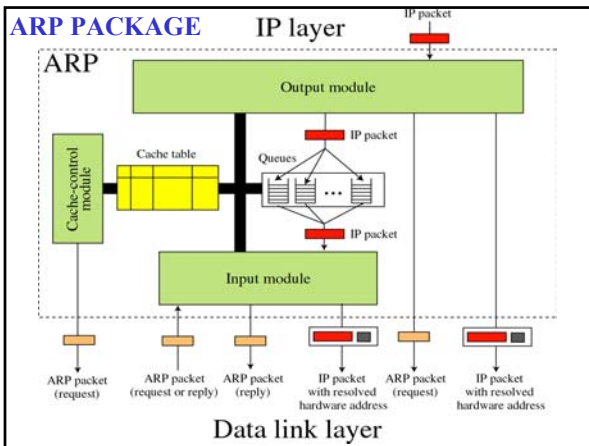 ARP PACKAGE
IP layer
IP packet
ARP
Output module
IP packet
Cache table
Queues
Cache-control
module
IP packet
Input module
ARP packet
(request)
ARP packet
(request or reply)
ARP packet
(reply)
IP packet
with resolved
hardware address
ARP packet
(request)
IP packet
with resolved
hardware address
Data link layer